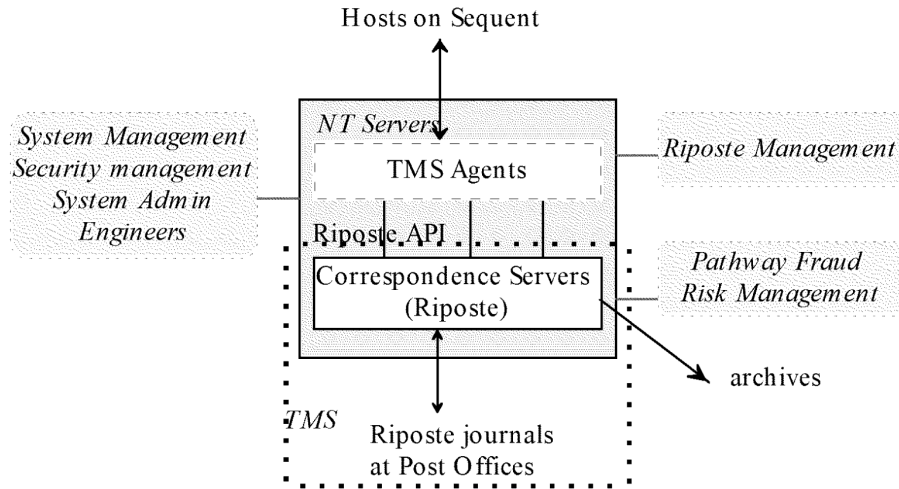 Hosts on Sequent
NT Servers
System Management
Security management
System Admin
Engineers
TMS Agents
Riposte Management
Riposte API
Correspondence Servers
(Riposte)
Pathway Fraud
Risk Management
archives
TMS
Riposte journals
at Post Offices